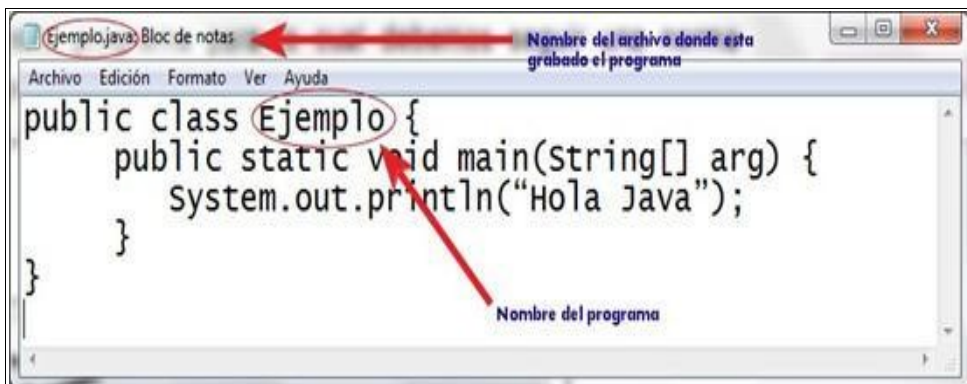 Ejemplo.java: Bloc de notas
Nombre del archivo donde esta
grabado el programa
Archivo Edición Formato Ver Ayuda
public class Ejemplo {
public static void main(String[] arg) {
System.out.println(“Hola Java”);
}
}
Nombre del programa